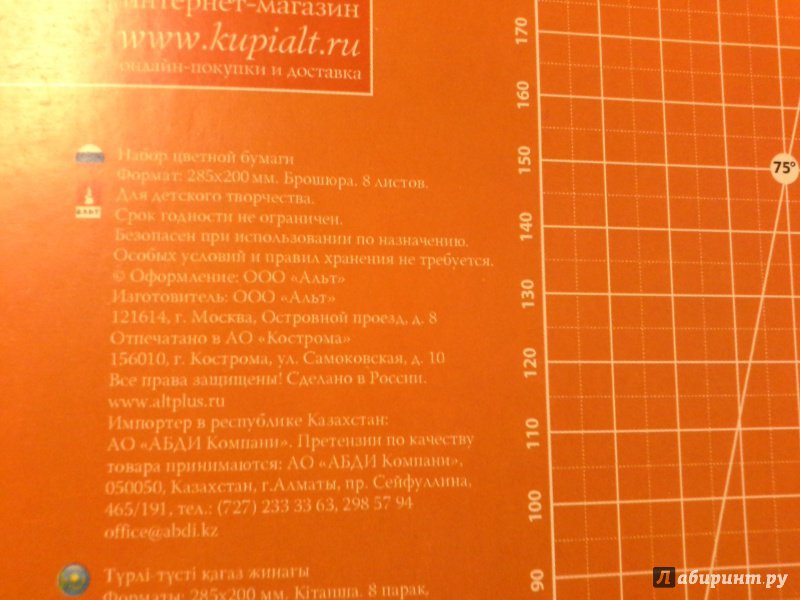 интернет-магазин
www.kupialt.ru
онлайн-покупки и доставка
Набор цветной бумаги
Формат: 285х200 мм. Брошюра. 8 листов.
Для детского творчества.
Срок годности не ограничен.
Безопасен при использовании по назначению.
Особых условий и правил хранения не требуется.
© Оформление: ООО «Альт»
Изготовитель: ООО «Альт»
121614, г. Москва, Островной проезд, д. 8
Отпечатано в АО «Кострома»
156010, г. Кострома, ул. Самоковская, д. 10
Все права защищены! Сделано в России.
www.altplus.ru
Импортер в республике Казахстан:
АО «АБДИ Компани». Претензии по качеству
товара принимаются: АО «АБДИ Компани»,
050050, Казахстан, г.Алматы, пр. Сейфуллина,
465/191, тел.: (727) 233 33 63, 298 57 94
office@abdi.kz
Түрлі-түсті қағаз жинағы
Форматы: 285х200 мм. Кітапша. 8 парақ,
АЛЬТ
170
160
150
140
130
120
110
100
90
75°
Лабиринт.ру